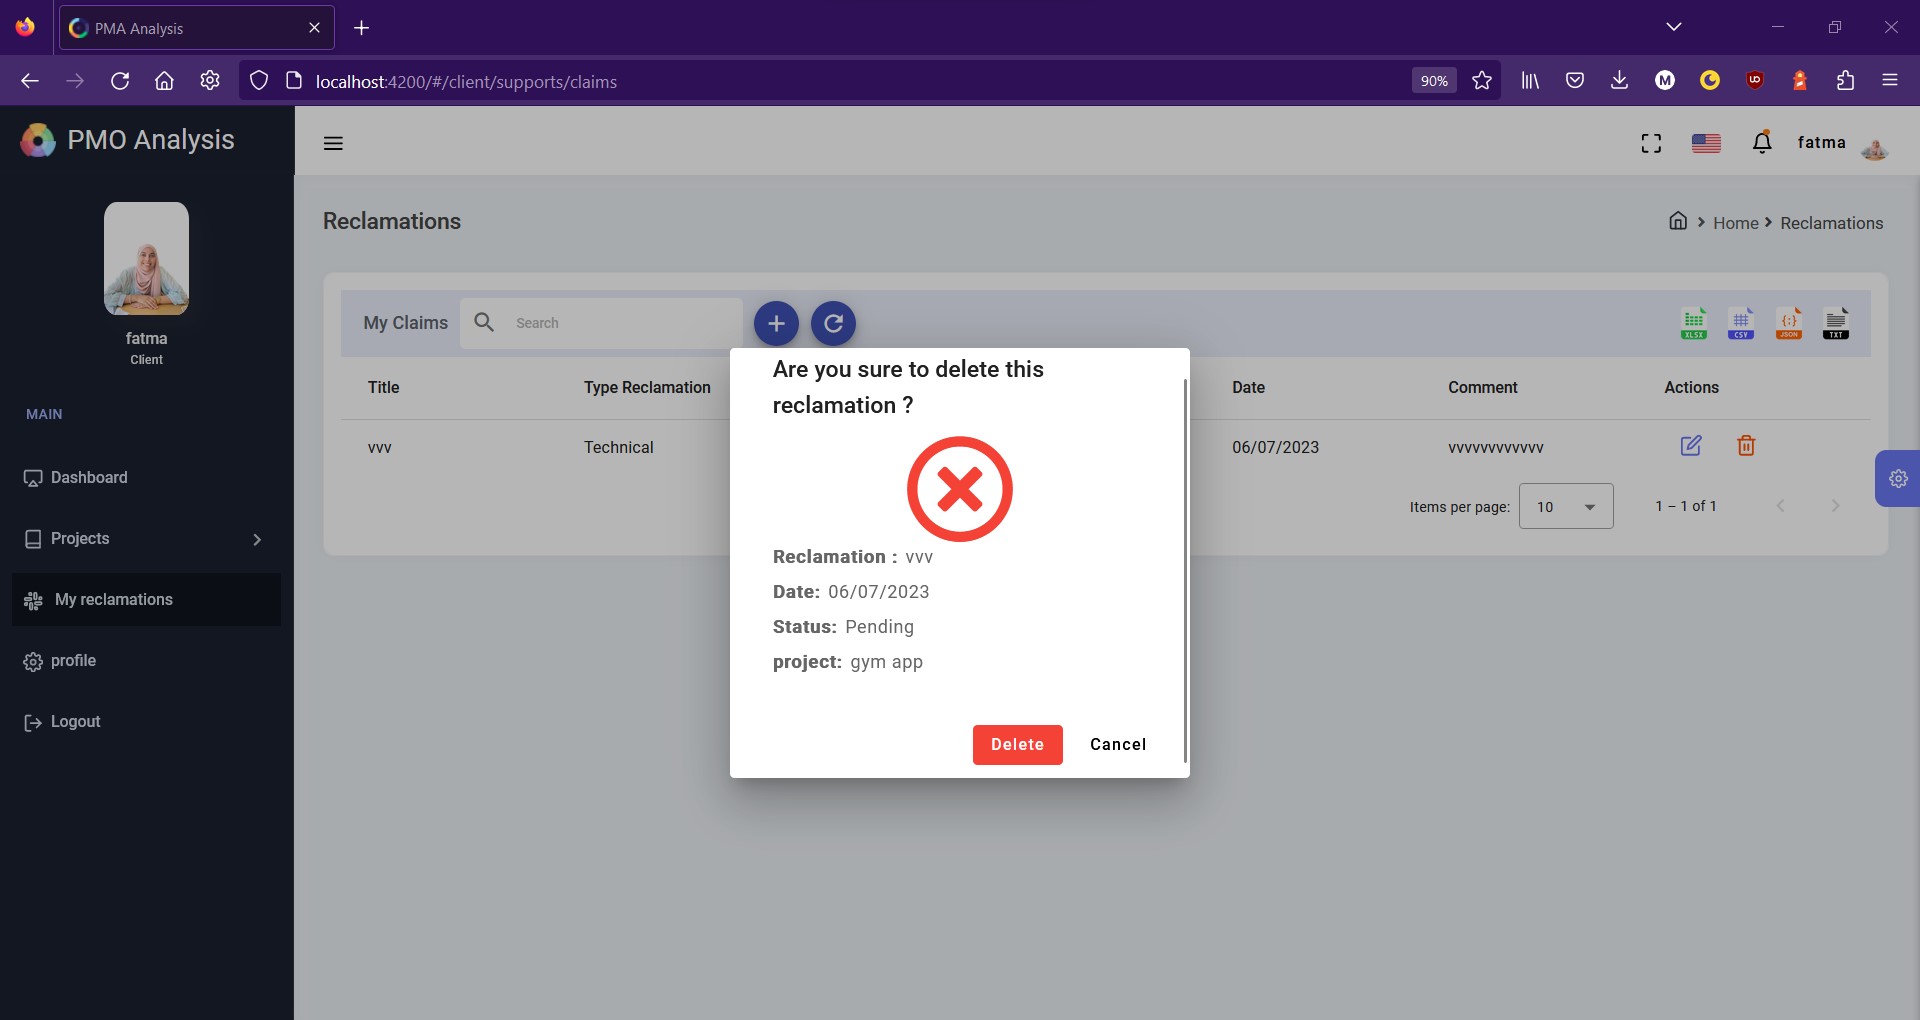 PMA Analysis
localhost:4200/#/client/supports/claims
90%
PMO Analysis
fatma
Reclamations
Home
Reclamations
fatma
Client
MAIN
Dashboard
Projects
My reclamations
profile
Logout
My Claims
Search
XLSX
CSV
JSON
TXT
Title
Type Reclamation
Date
Comment
Actions
vvv
Technical
06/07/2023
vvvvvvvvvvvv
Items per page:
10
1 – 1 of 1
Are you sure to delete this
reclamation ?
Reclamation : vvv
Date: 06/07/2023
Status: Pending
project: gym app
Delete
Cancel